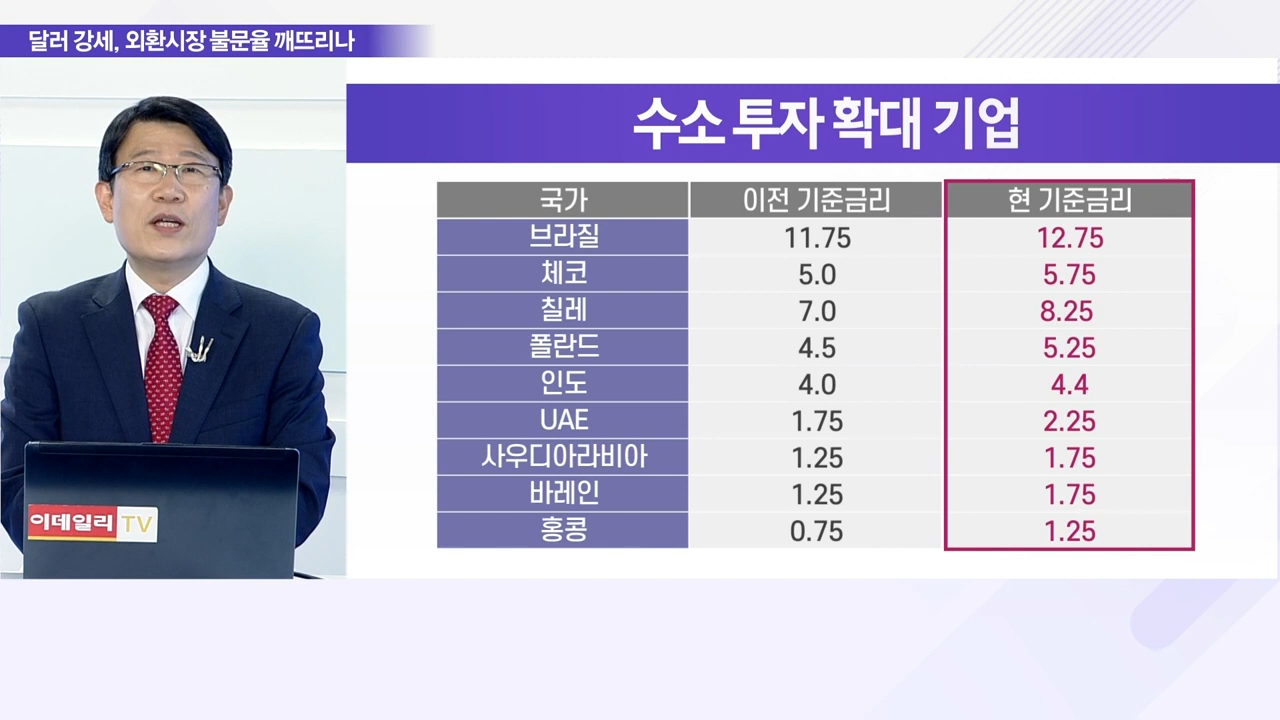 달러 강세, 외환시장 불문율 깨뜨리나
수소 투자 확대 기업
국가 이전 기준금리 현 기준금리
브라질 11.75 12.75
체코 5.0 5.75
칠레 7.0 8.25
폴란드 4.5 5.25
인도 4.0 4.4
UAE 1.75 2.25
사우디아라비아 1.25 1.75
바레인 1.25 1.75
홍콩 0.75 1.25
이데일리 TV